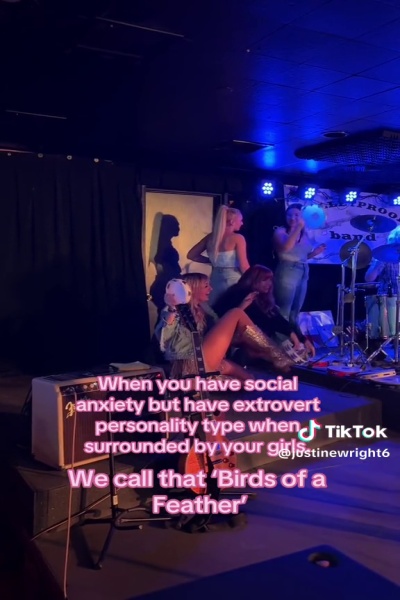 band
When you have social
anxiety but have extrovert
personality type when
surrounded by your girls
TikTok
@justinewright6
We call that ‘Birds of a
Feather’